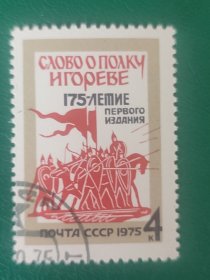 СЛОВО О ПОЛКУ
ИГОРЕВЕ
175-ЛЕТИЕ
ПЕРВОГО
ИЗДАНИЯ
4
К
ПОЧТА СССР 1975